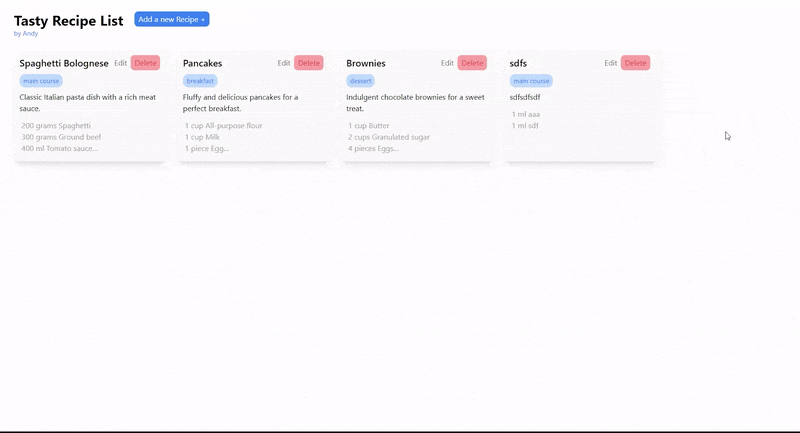 Tasty Recipe List
Add a new Recipe +
by Andy
Spaghetti Bolognese
Edit
Delete
main course
Classic Italian pasta dish with a rich meat
sauce.
200 grams Spaghetti
300 grams Ground beef
400 ml Tomato sauce...
Pancakes
Edit
Delete
breakfast
Fluffy and delicious pancakes for a
perfect breakfast.
1 cup All-purpose flour
1 cup Milk
1 piece Egg...
Brownies
Edit
Delete
dessert
Indulgent chocolate brownies for a sweet
treat.
1 cup Butter
2 cups Granulated sugar
4 pieces Eggs...
sdfs
Edit
Delete
main course
sdfsdfsdf
1 ml aaa
1 ml sdf